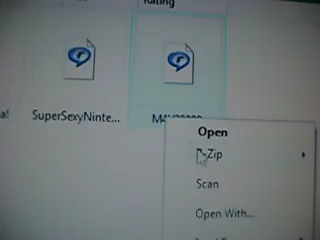 Rating
a!
SuperSexyNinte...
Open
Zip
Scan
Open With...